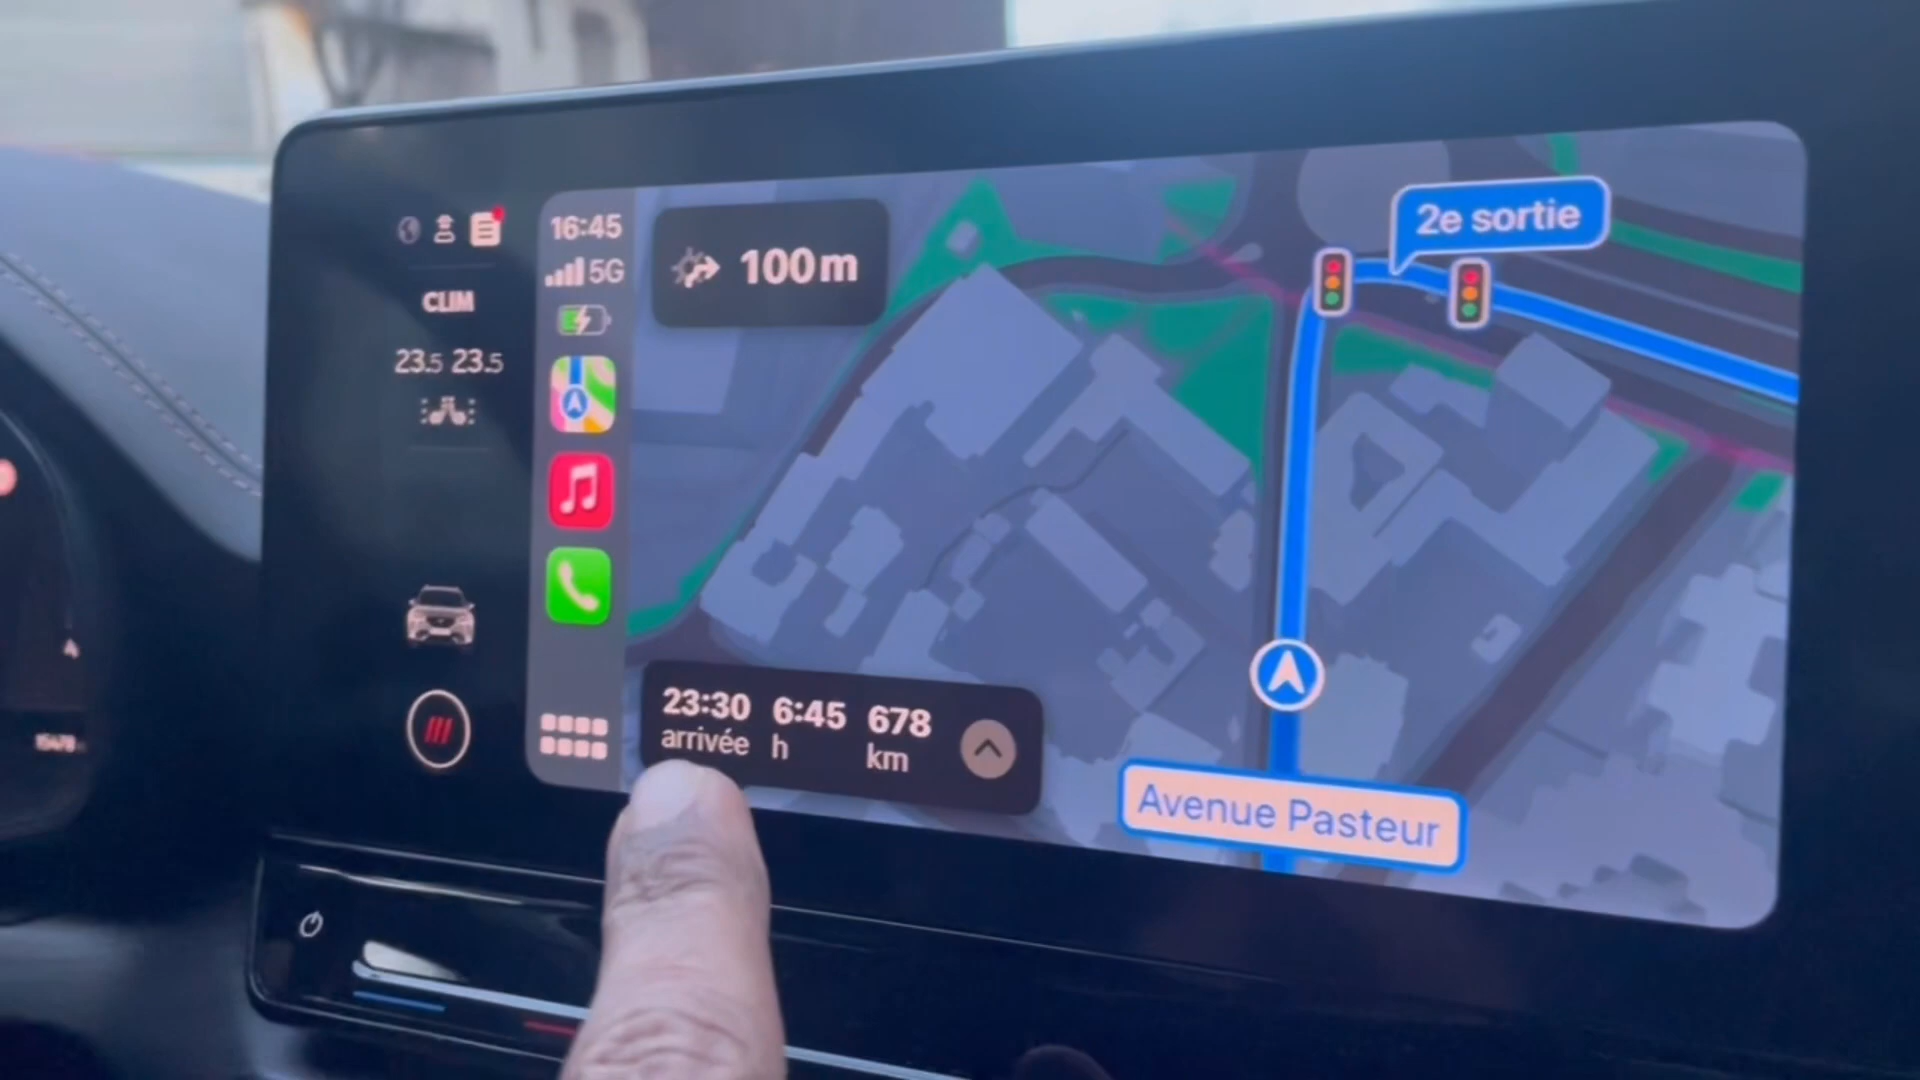 CLIM
23.5 23.5
16:45
5G
100m
2e sortie
23:30 6:45 678
arrivée h km
Avenue Pasteur